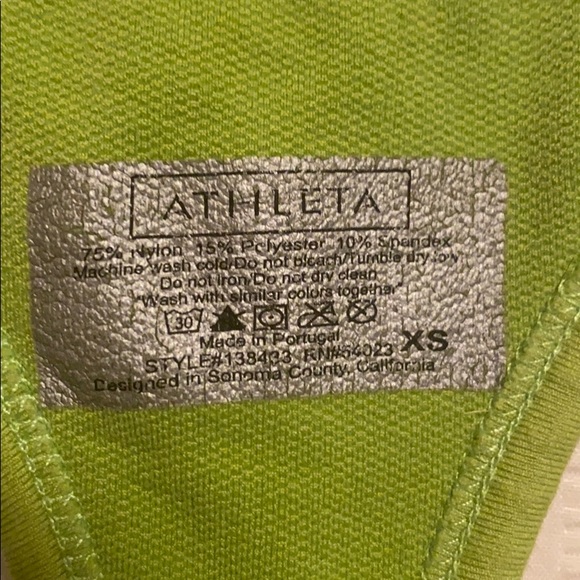 ATHLETA
75% Nylon 15% Polyester 10% Spandex
Machine wash cold/Do not bleach/Tumble dry low
Do not iron/Do not dry clean
"Wash with similar colors together"
30
Made in Portugal
STYLE#138433 RN#54023 XS
Designed in Sonoma County, California